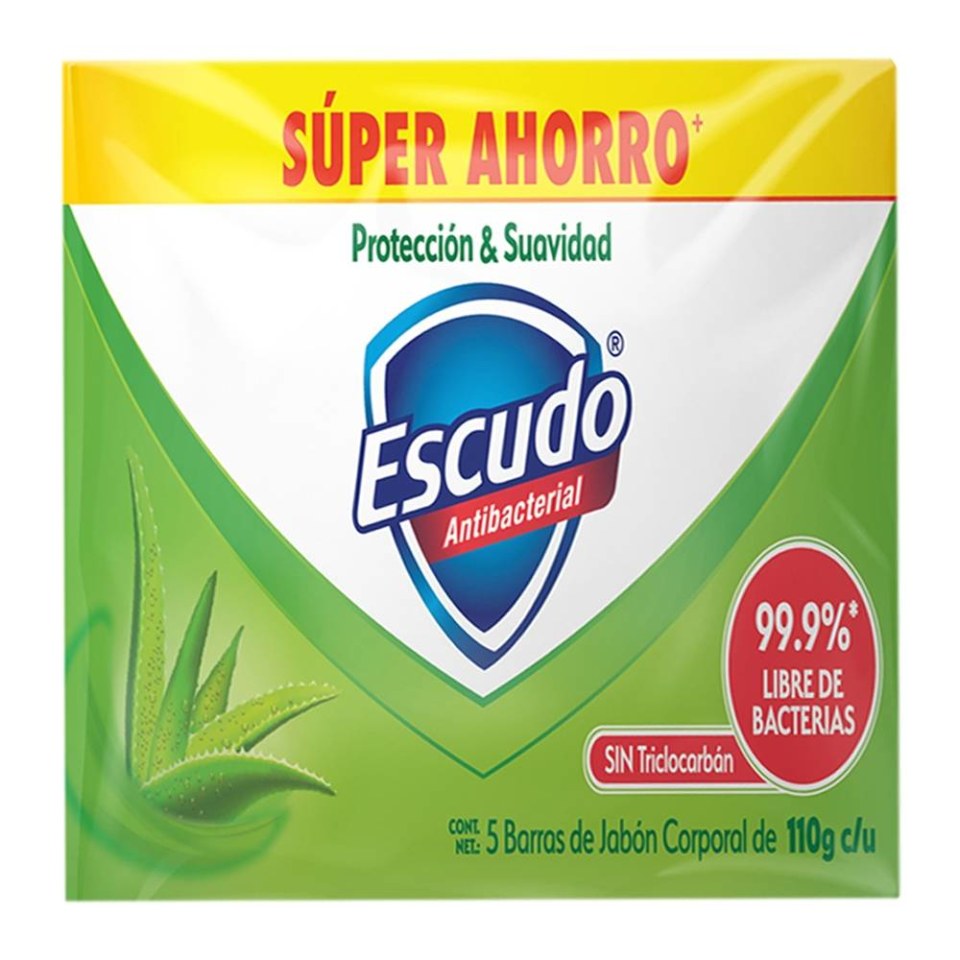 SÚPER AHORRO+
Protección & Suavidad
Escudo®
Antibacterial
99.9%*
LIBRE DE
BACTERIAS
SIN Triclocarbán
CONT. NET.: 5 Barras de Jabón Corporal de 110g c/u